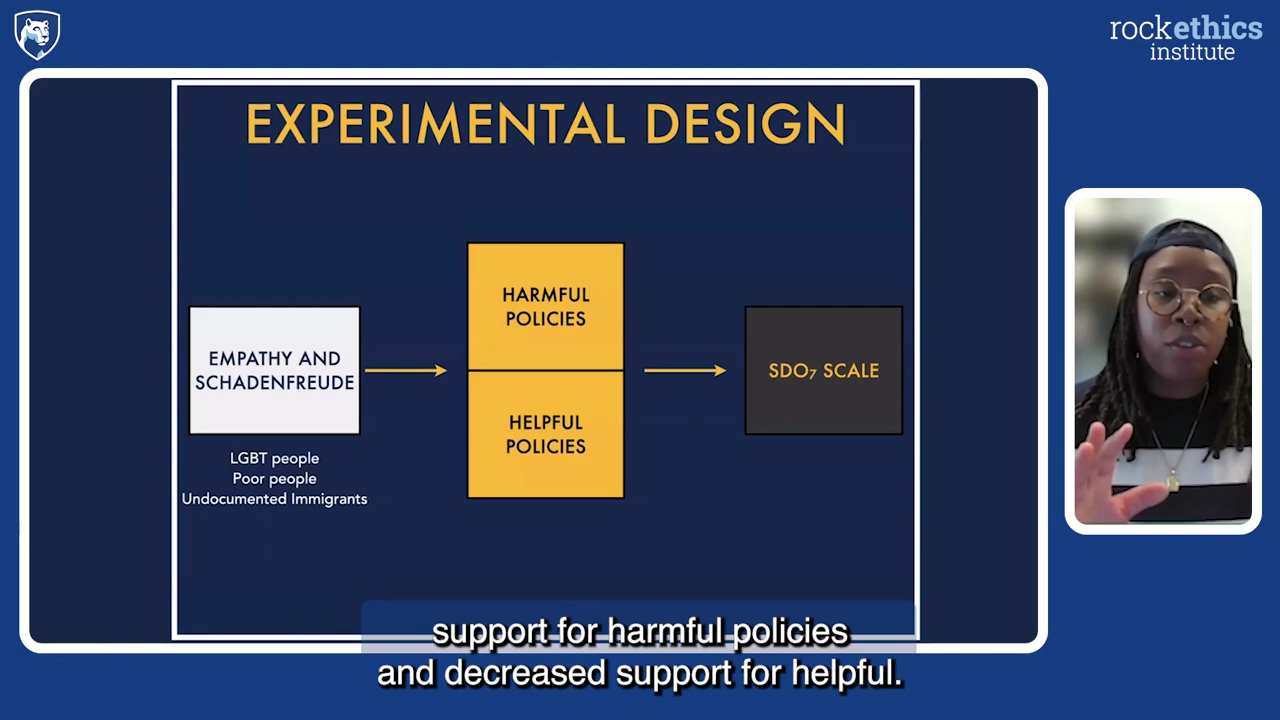 rockethics
institute
EXPERIMENTAL DESIGN
EMPATHY AND
SCHADENFREUDE
LGBT people
Poor people
Undocumented Immigrants
HARMFUL
POLICIES
HELPFUL
POLICIES
SDO₇ SCALE
support for harmful policies
and decreased support for helpful.